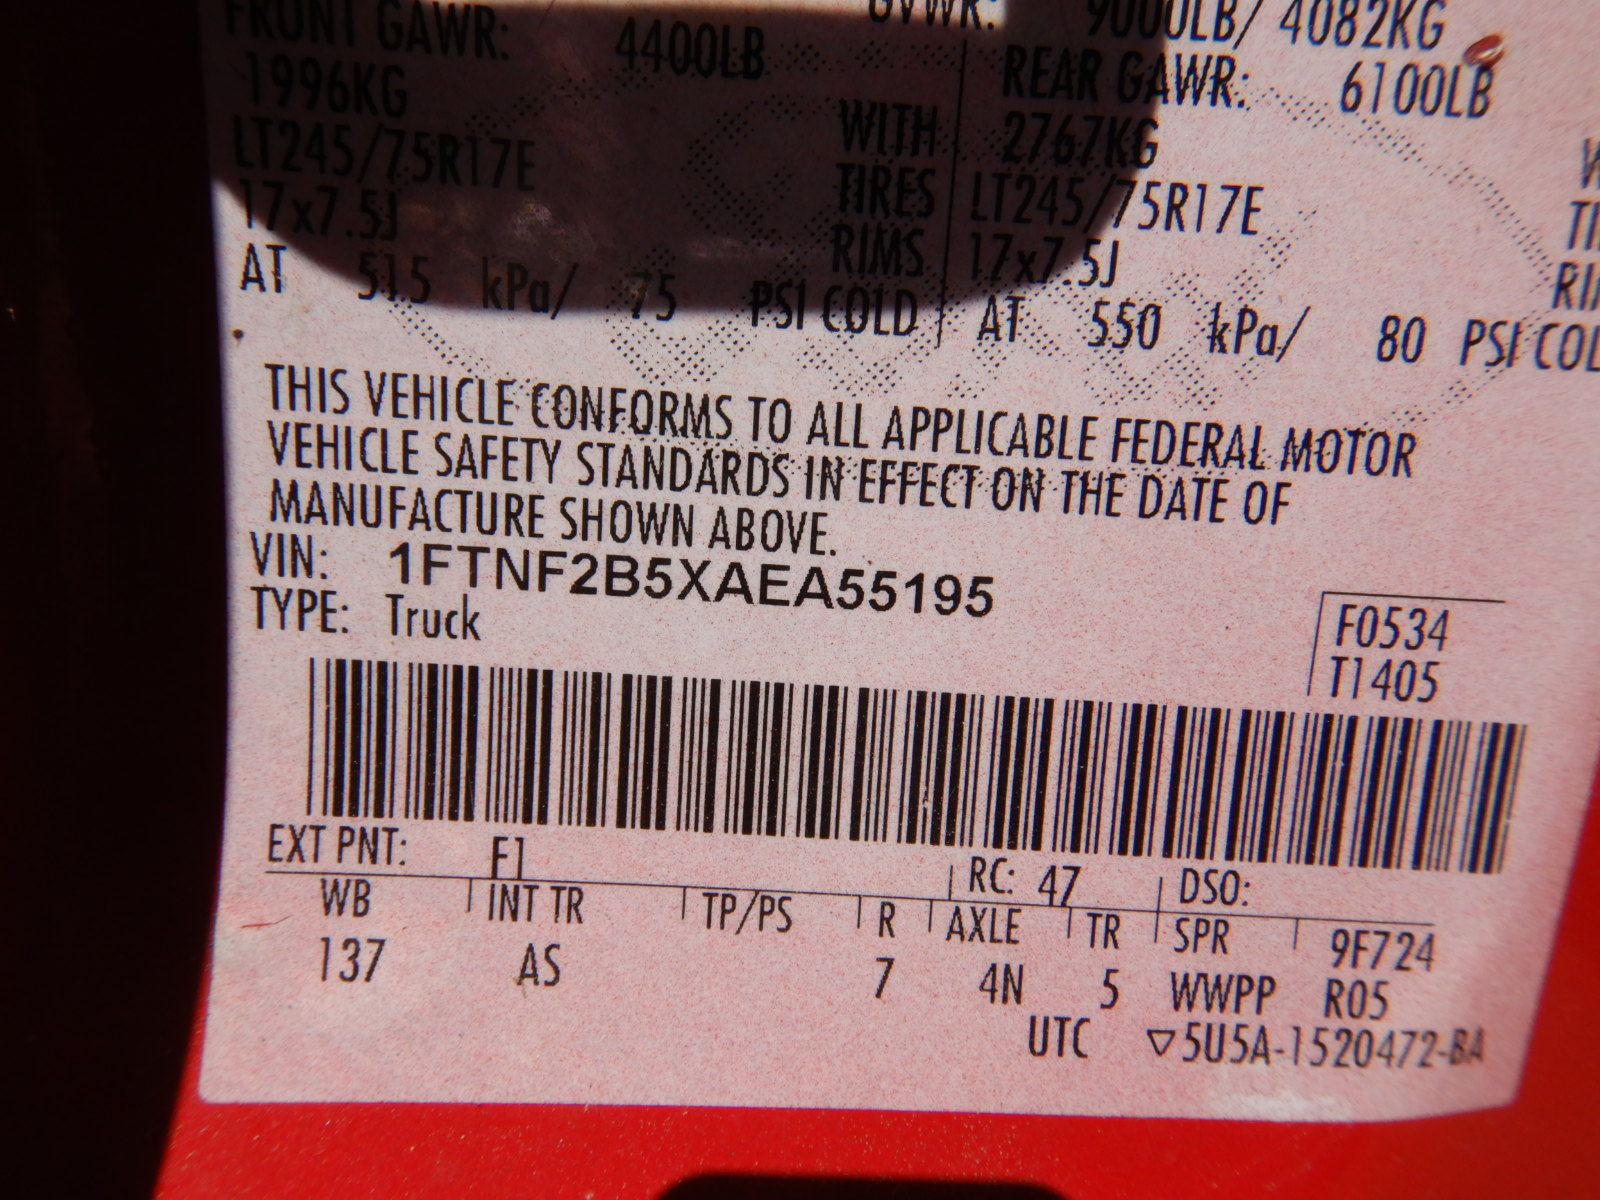 GVWR: 9000LB/ 4082KG
FRONT GAWR: 4400LB
1996KG WITH
LT245/75R17E TIRES
17x7.5J RIMS
AT 515 kPa/ 75 PSI COLD
REAR GAWR: 6100LB
2767KG
LT245/75R17E
17x7.5J
AT 550 kPa/ 80 PSI COL
THIS VEHICLE CONFORMS TO ALL APPLICABLE FEDERAL MOTOR
VEHICLE SAFETY STANDARDS IN EFFECT ON THE DATE OF
MANUFACTURE SHOWN ABOVE.
VIN: 1FTNF2B5XAEA55195
TYPE: Truck
F0534
T1405
EXT PNT: F1 RC: 47 DSO:
WB INT TR TP/PS R AXLE TR SPR 9F724
137 AS 7 4N 5 WWPP R05
UTC ▽5U5A-1520472-BA